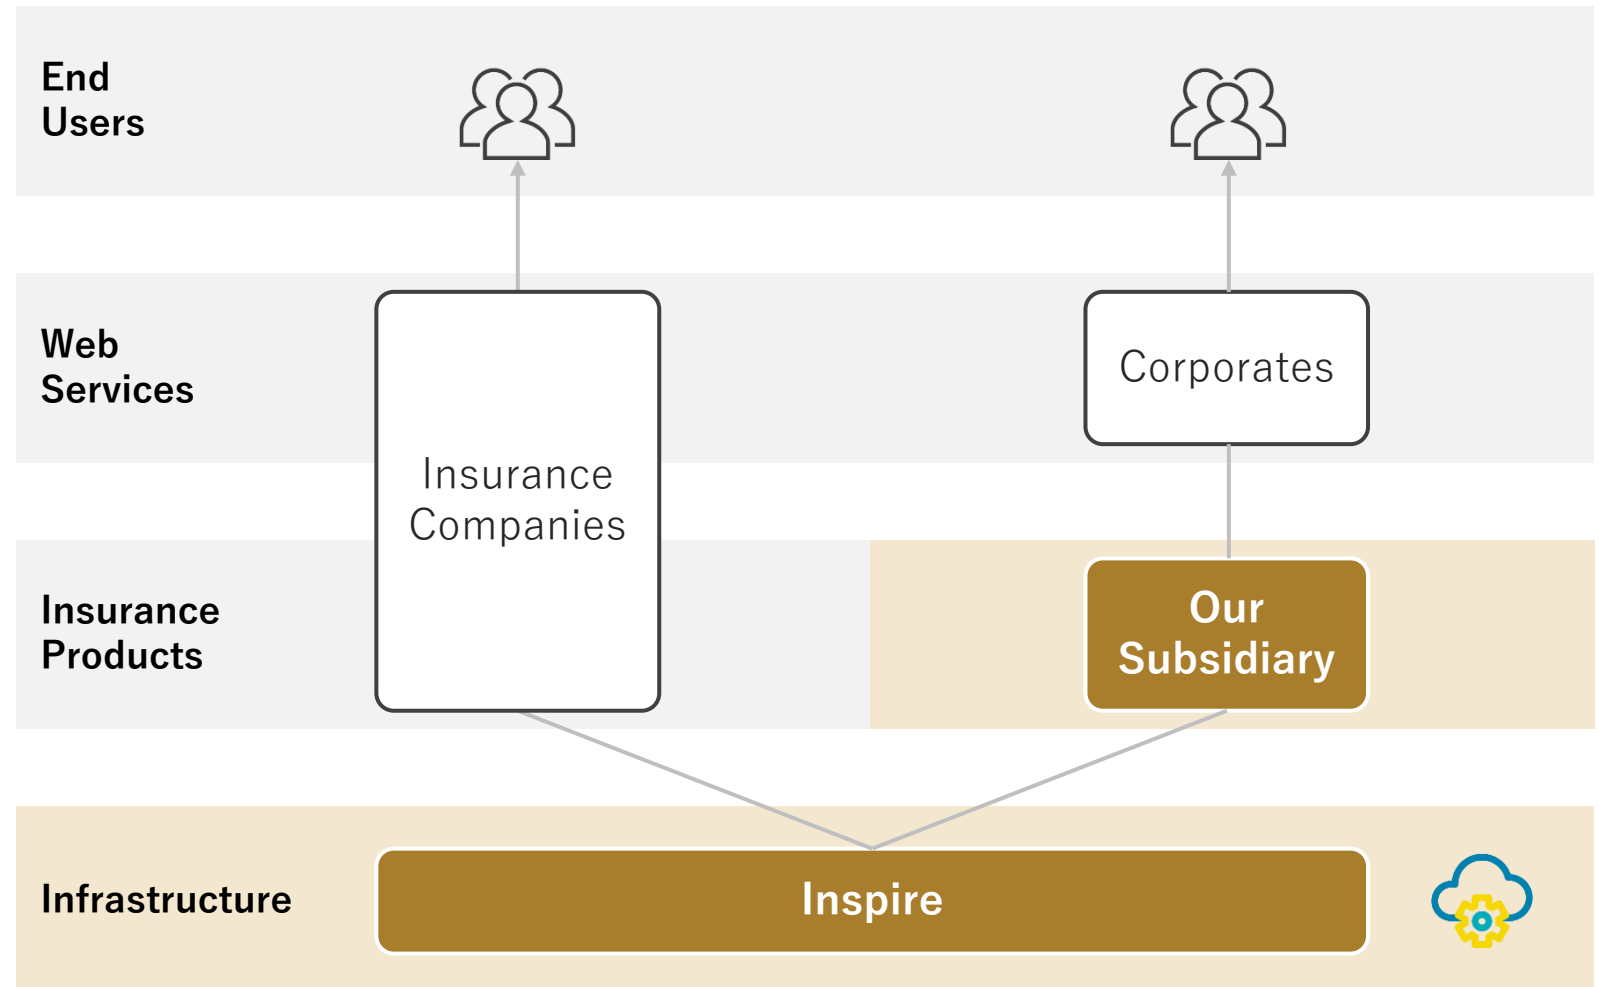 End
Users
Web
Services
Corporates
Insurance
Companies
Insurance
Products
Our
Subsidiary
Infrastructure
Inspire